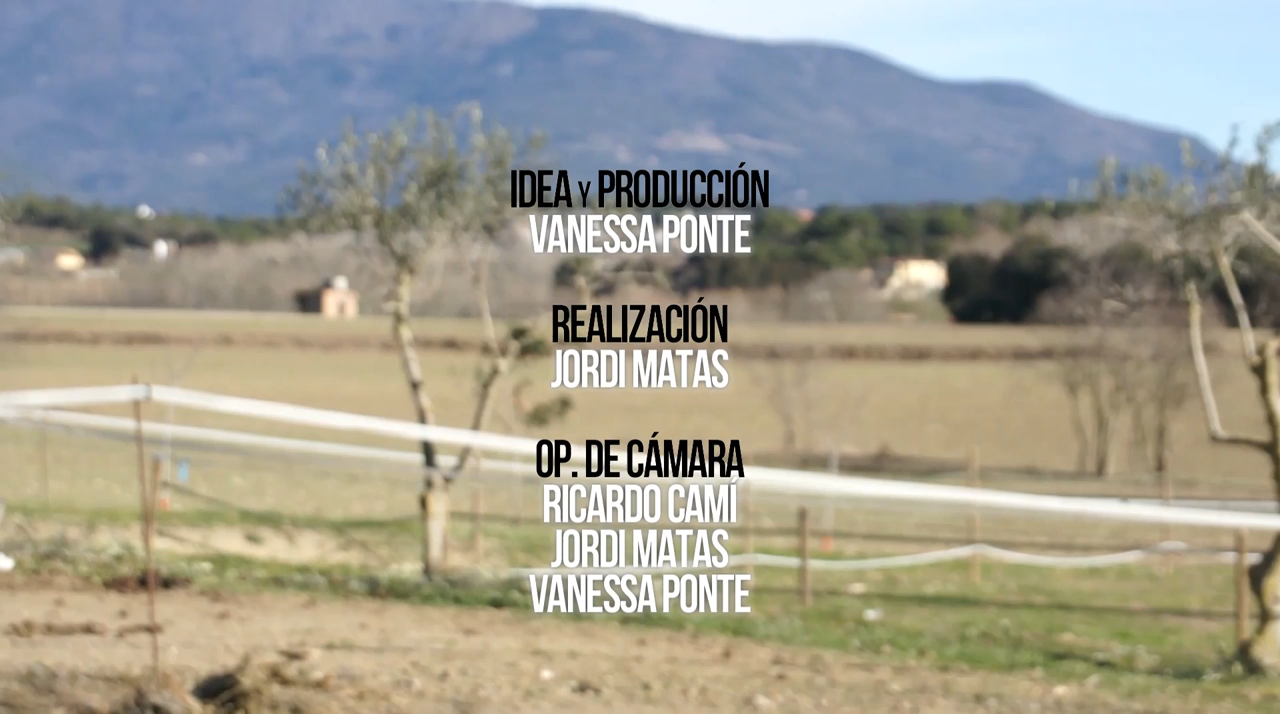 IDEA Y PRODUCCIÓN
VANESSA PONTE
REALIZACIÓN
JORDI MATAS
OP. DE CÁMARA
RICARDO CAMÍ
JORDI MATAS
VANESSA PONTE